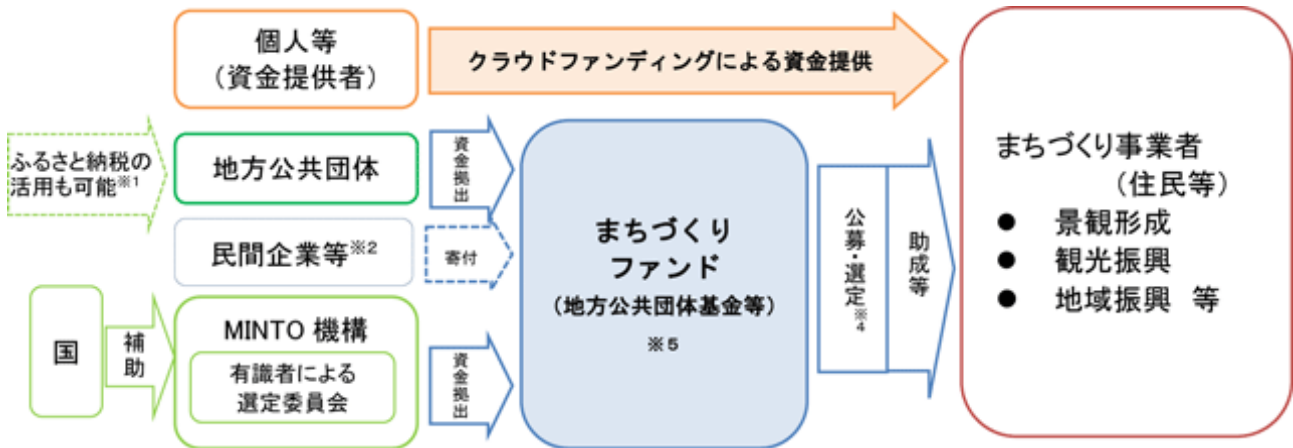 個人等
（資金提供者）
クラウドファンディングによる資金提供
ふるさと納税の
活用も可能※1
地方公共団体
資金拠出
民間企業等※2
寄付
国
補助
MINTO 機構
有識者による
選定委員会
資金拠出
まちづくり
ファンド
（地方公共団体基金等）
※5
公募・選定※4
助成等
まちづくり事業者
（住民等）
● 景観形成
● 観光振興
● 地域振興 等